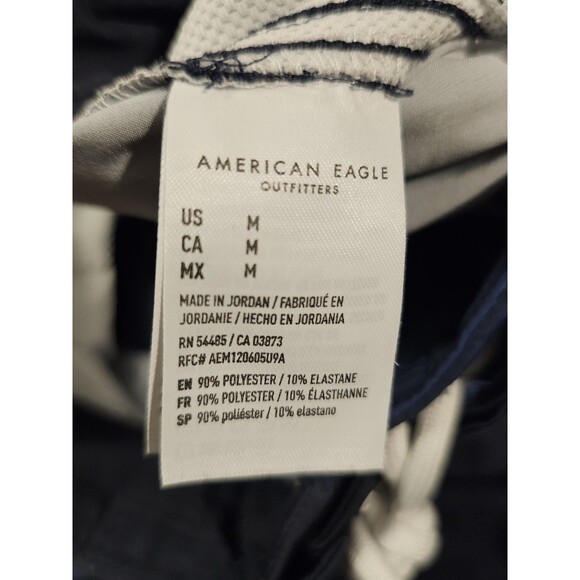 AMERICAN EAGLE
OUTFITTERS
US M
CA M
MX M
MADE IN JORDAN / FABRIQUÉ EN
JORDANIE / HECHO EN JORDANIA
RN 54485 / CA 03873
RFC# AEM120605U9A
EN 90% POLYESTER / 10% ELASTANE
FR 90% POLYESTER / 10% ÉLASTHANNE
SP 90% poliéster / 10% elastano